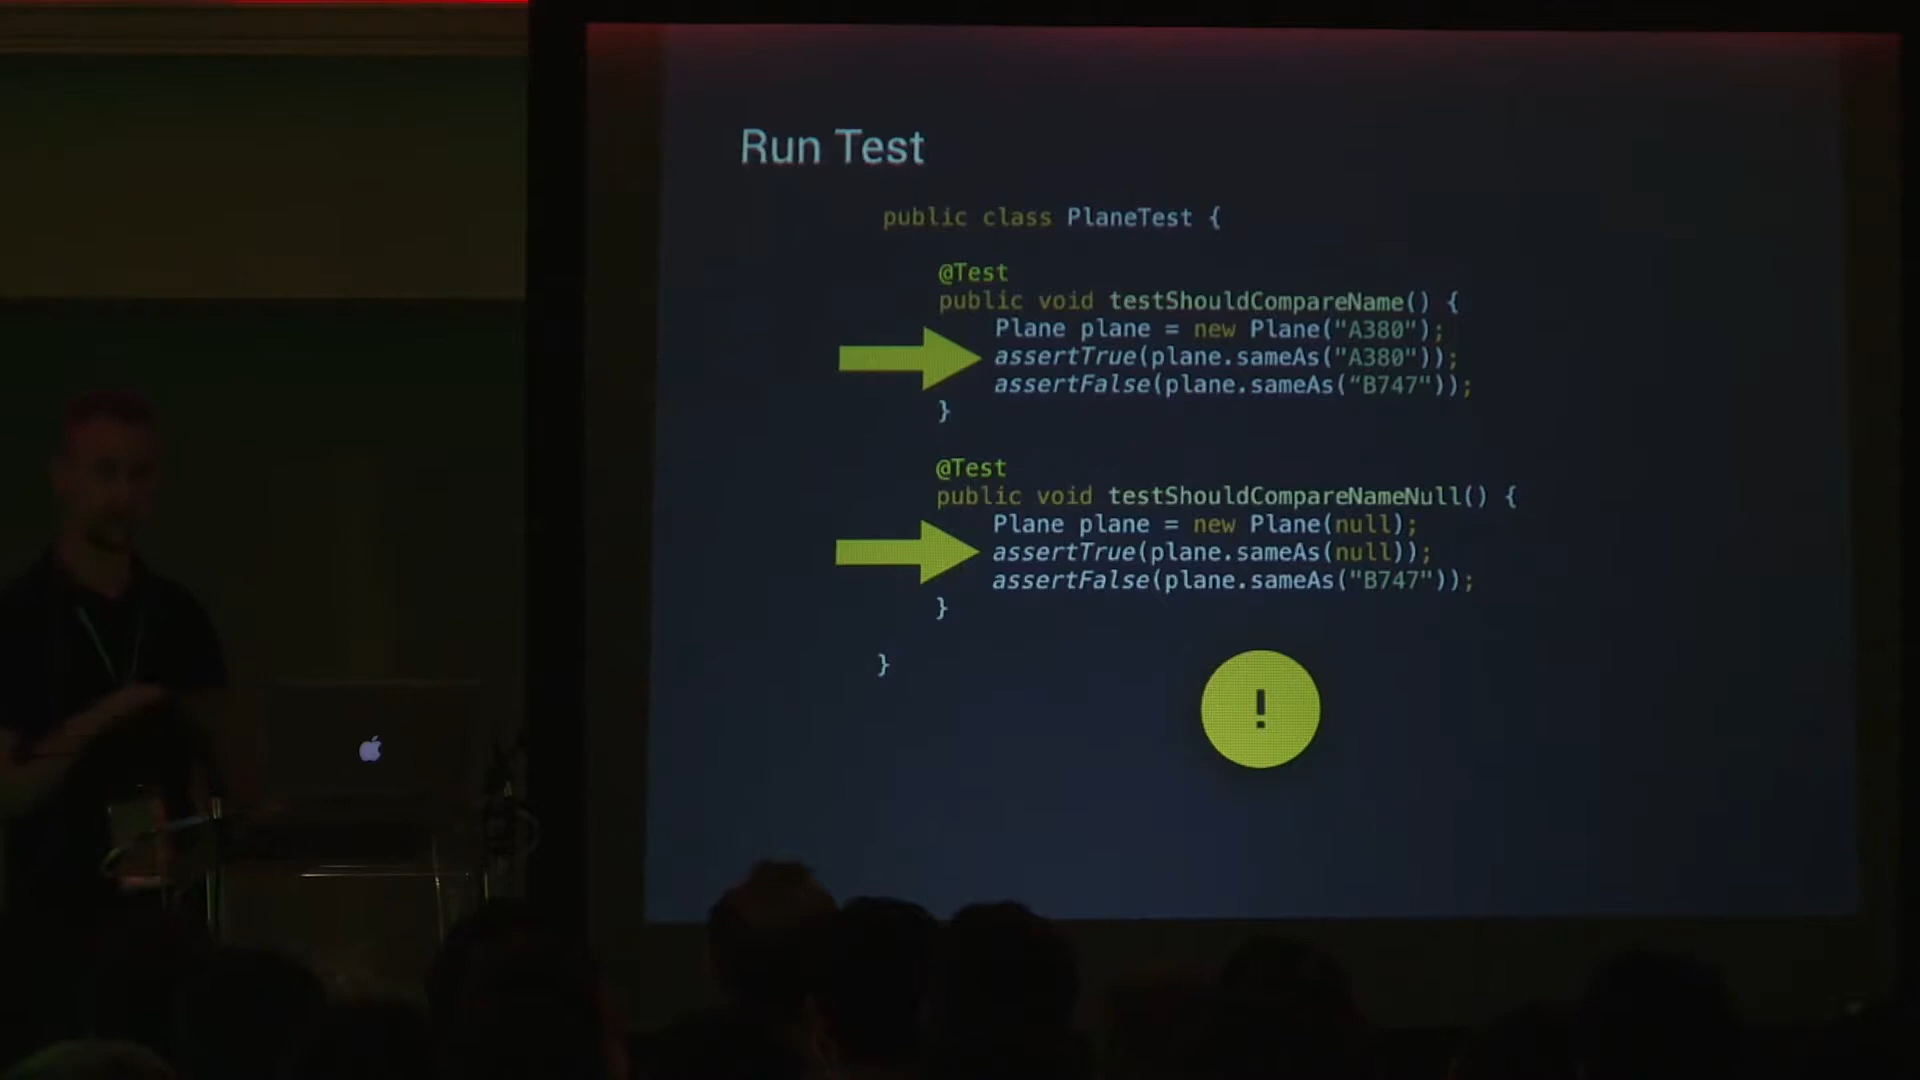 Run Test
public class PlaneTest {
@Test
public void testShouldCompareName() {
Plane plane = new Plane("A380");
assertTrue(plane.sameAs("A380"));
assertFalse(plane.sameAs(“B747"));
}
@Test
public void testShouldCompareNameNull() {
Plane plane = new Plane(null);
assertTrue(plane.sameAs(null));
assertFalse(plane.sameAs("B747"));
}
}
!